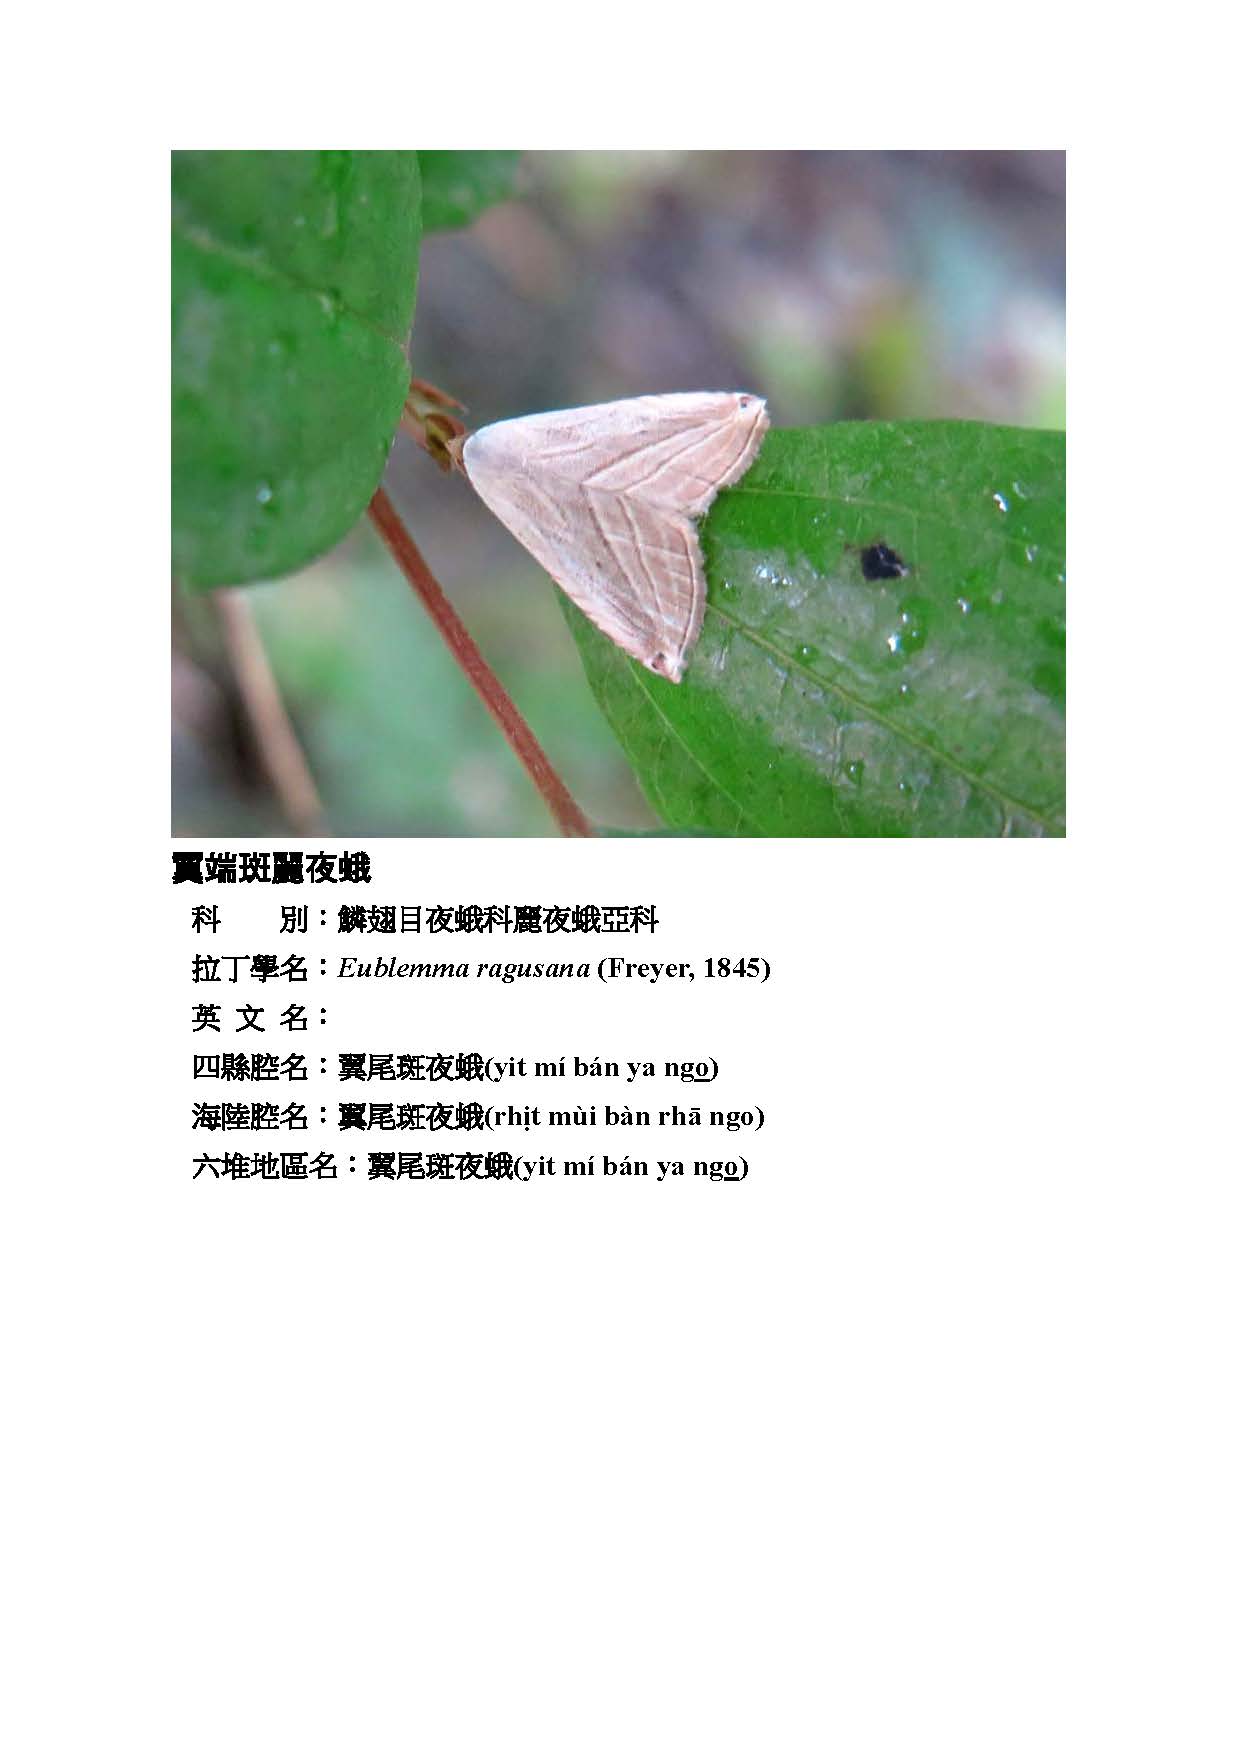 翼端斑麗夜蛾
科　　別：鱗翅目夜蛾科麗夜蛾亞科
拉丁學名：Eublemma ragusana (Freyer, 1845)
英 文 名：
四縣腔名：翼尾斑夜蛾(yit mí bán ya ngo)
海陸腔名：翼尾斑夜蛾(rhi̍t mùi bàn rhā ngo)
六堆地區名：翼尾斑夜蛾(yit mí bán ya ngo)